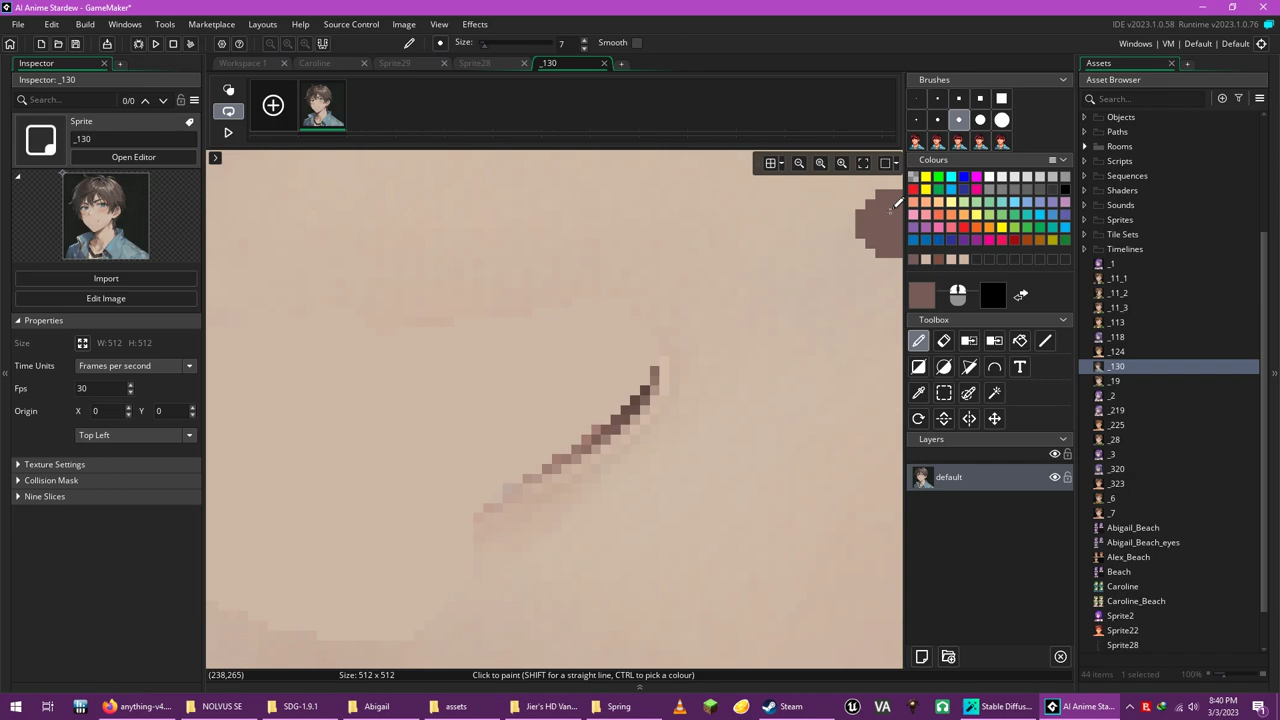 AI Anime Stardew - GameMaker*
File Edit Build Windows Tools Marketplace Layouts Source Control Image View Effects
IDE v2023.1.0.58 Runtime v2023.1.0.76
Size: 7 Smooth
Windows | VM | Default | Default
Inspector
Workspace 1 Caroline Sprite29 Sprite28 _130
Assets
Inspector: _130
Brushes
Asset Browser
Search... 0/0
Search...
Sprite
_130
Open Editor
Objects
Paths
Rooms
Scripts
Sequences
Shaders
Sounds
Sprites
Tile Sets
Timelines
_1
_11_1
_11_2
_11_3
_113
_118
_124
_130
_19
_2
_219
_225
_28
_3
_320
_323
_6
_7
Abigail_Beach
Abigail_Beach_eyes
Alex_Beach
Beach
Caroline
Caroline_Beach
Sprite2
Sprite22
Sprite28
44 items 1 selected 100%
Colours
Toolbox
T
Layers
default
Import
Edit Image
Properties
Size W: 512 H: 512
Time Units Frames per second
Fps 30
Origin X 0 Y 0
Top Left
Texture Settings
Collision Mask
Nine Slices
(238,265) Size: 512 x 512 Click to paint (SHIFT for a straight line, CTRL to pick a colour)
anything-v4.... NOLVUS SE SDG-1.9.1 Abigail assets Jier's HD Van... Spring Steam VA Stable Diffus... AI Anime Sta...
8:40 PM
3/3/2023